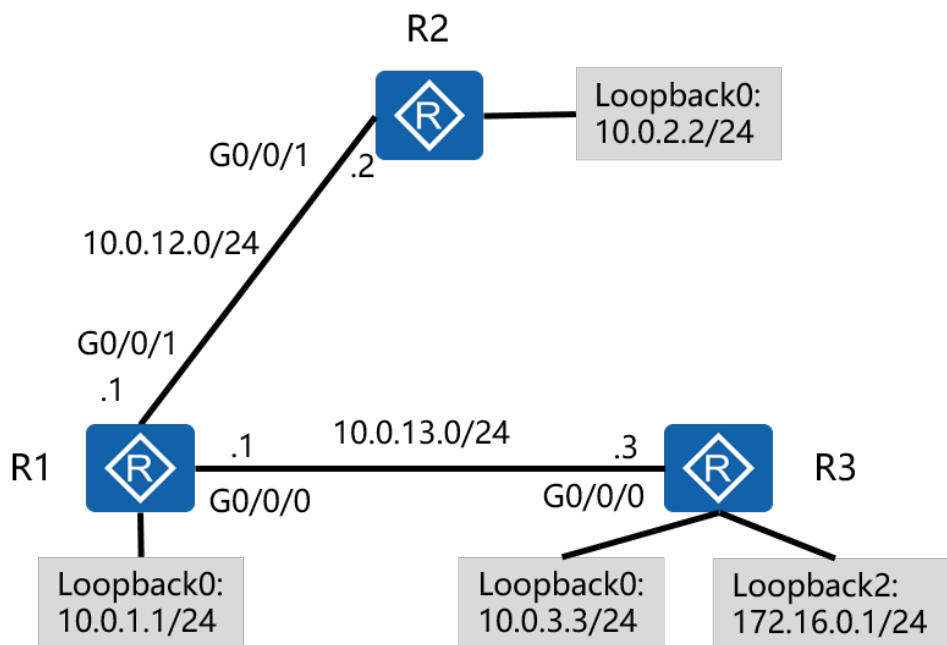 R2
Loopback0:
10.0.2.2/24
G0/0/1
.2
10.0.12.0/24
G0/0/1
.1
R1
R
R
R
.1
10.0.13.0/24
.3
G0/0/0
G0/0/0
R3
Loopback0:
10.0.1.1/24
Loopback0:
10.0.3.3/24
Loopback2:
172.16.0.1/24